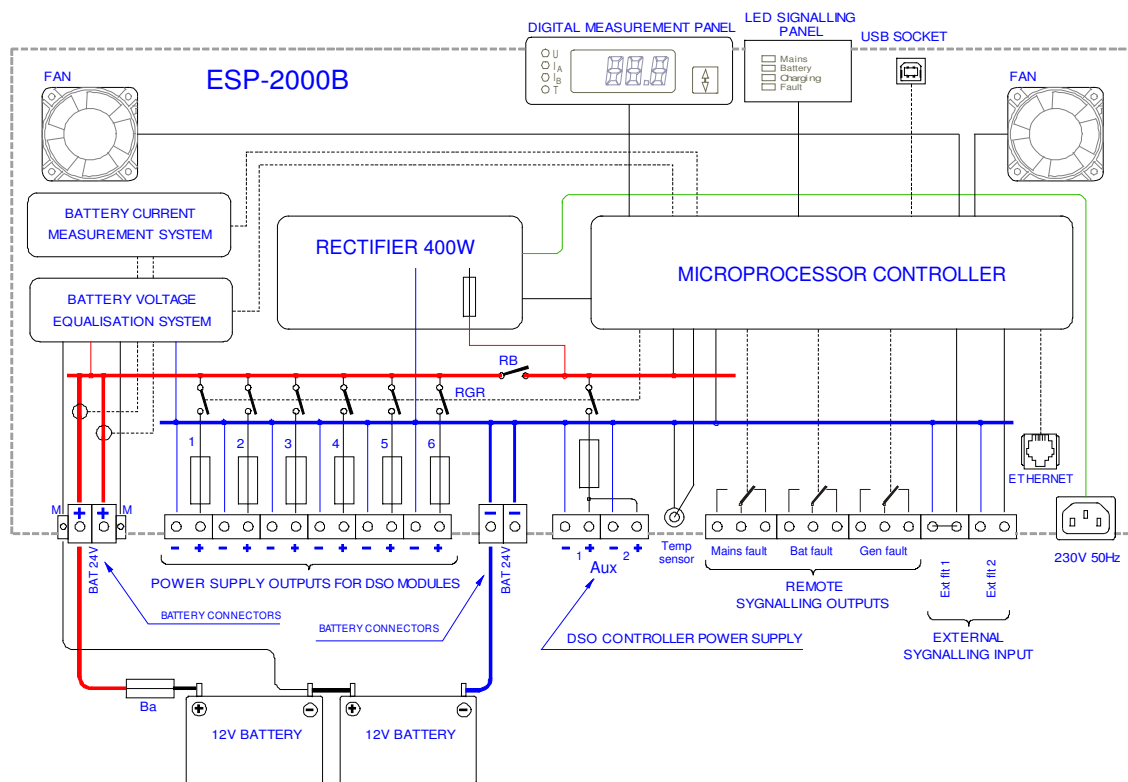 DIGITAL MEASUREMENT PANEL
LED SIGNALLING
PANEL
USB SOCKET
U
IA
IB
T
88.8
Mains
Battery
Charging
Fault
FAN
ESP-2000B
FAN
BATTERY CURRENT
MEASUREMENT SYSTEM
RECTIFIER 400W
MICROPROCESSOR CONTROLLER
BATTERY VOLTAGE
EQUALISATION SYSTEM
RB
RGR
1
2
3
4
5
6
ETHERNET
M
+
+
M
- + - + - + - + - + - +
-
-
- 1 + - 2 +
Aux
Temp
sensor
Mains fault
Bat fault
Gen fault
Ext flt 1
Ext flt 2
230V 50Hz
BAT 24V
POWER SUPPLY OUTPUTS FOR DSO MODULES
BAT 24V
REMOTE
SYGNALLING OUTPUTS
BATTERY CONNECTORS
BATTERY CONNECTORS
DSO CONTROLLER POWER SUPPLY
EXTERNAL
SYGNALLING INPUT
Ba
+
-
+
-
12V BATTERY
12V BATTERY